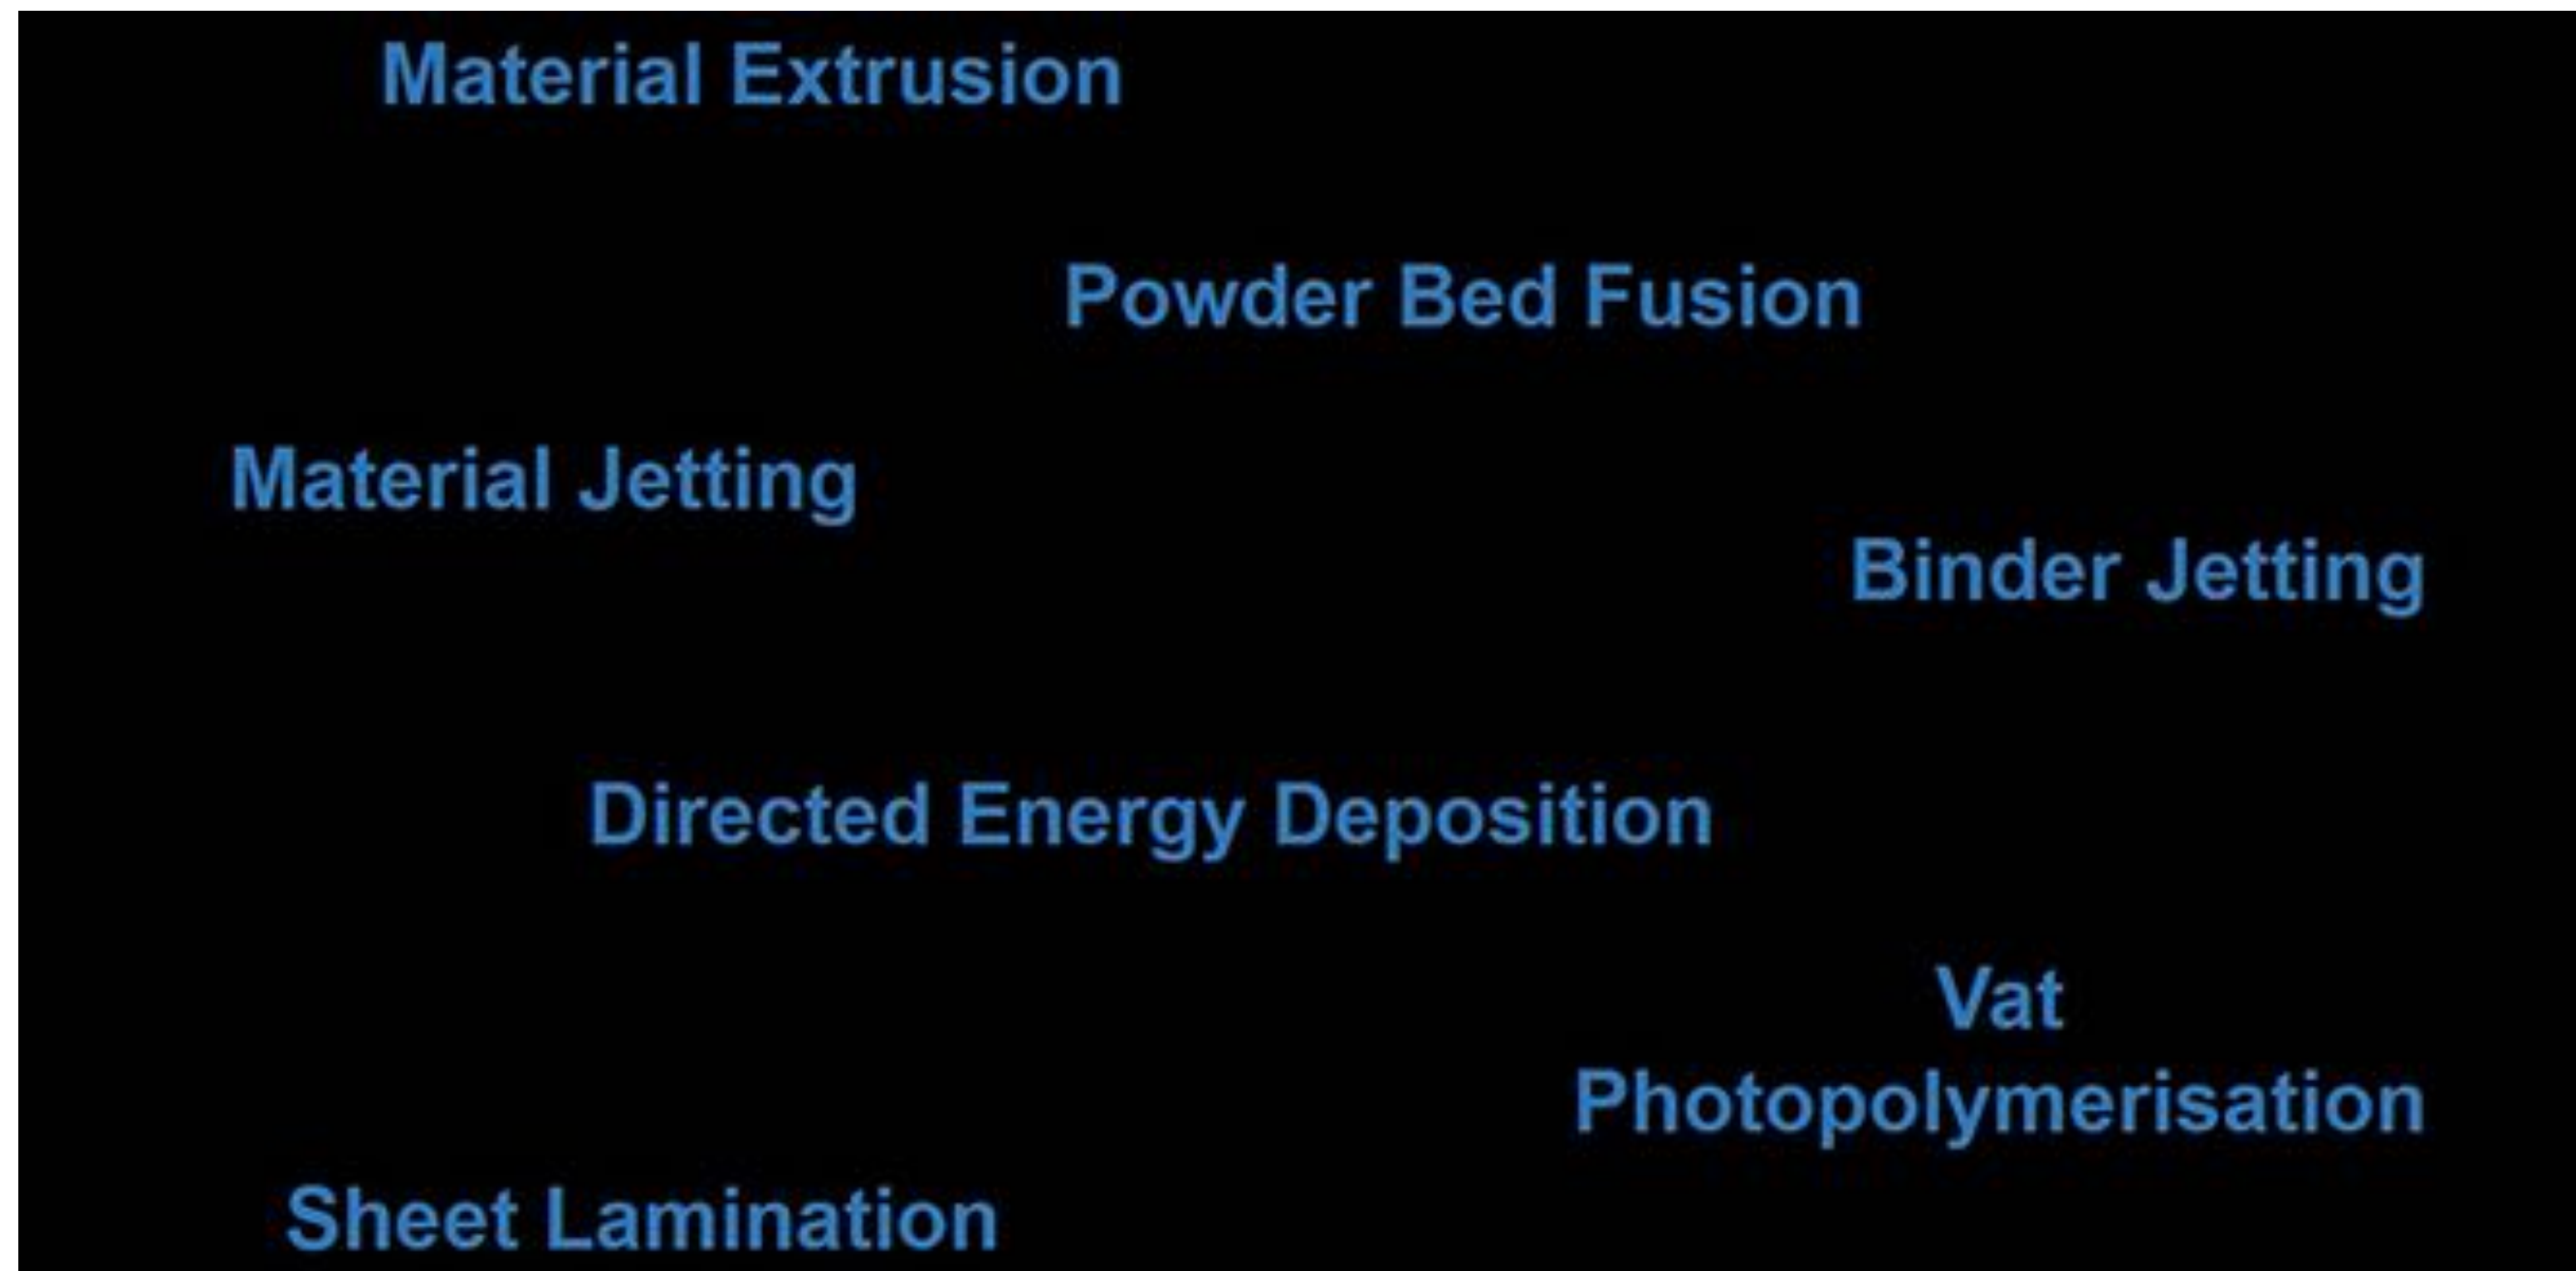 Material Extrusion
Powder Bed Fusion
Material Jetting
Binder Jetting
Directed Energy Deposition
Vat
Photopolymerisation
Sheet Lamination